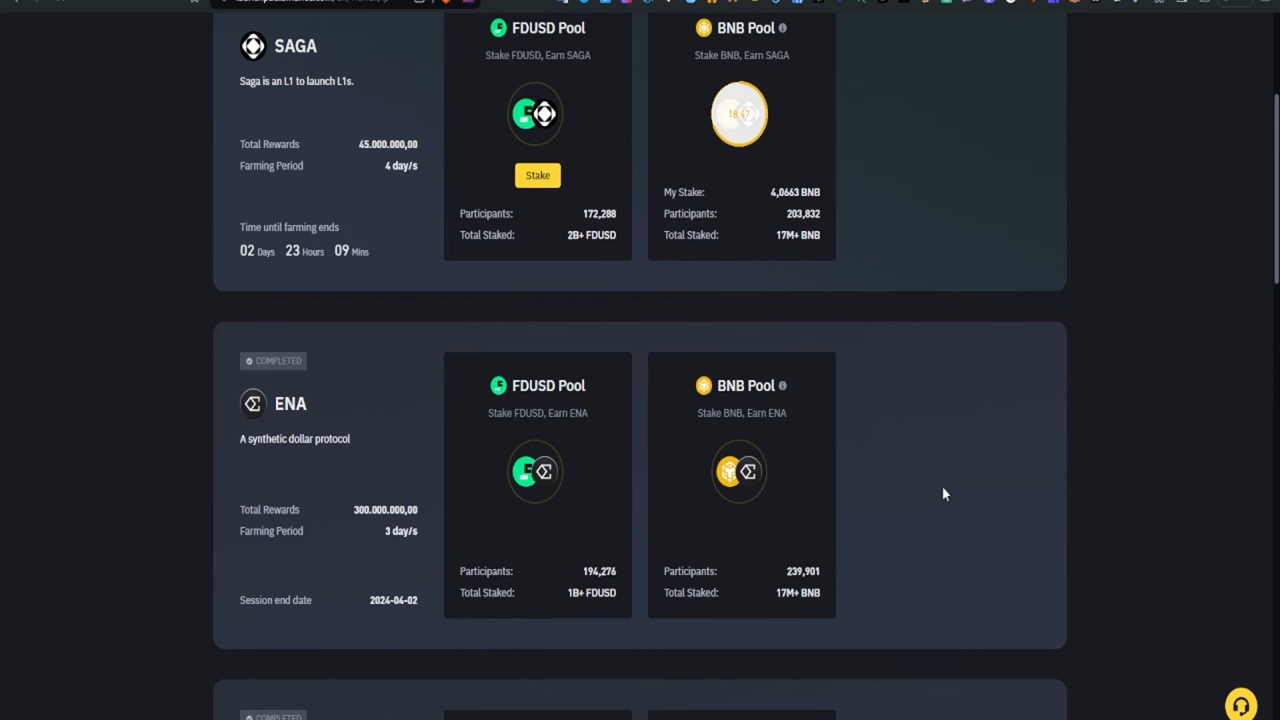 SAGA
Saga is an L1 to launch L1s.
Total Rewards 45.000.000,00
Farming Period 4 day/s
Time until farming ends
02 Days 23 Hours 09 Mins
FDUSD Pool
Stake FDUSD, Earn SAGA
Stake
Participants: 172,288
Total Staked: 2B+ FDUSD
BNB Pool
Stake BNB, Earn SAGA
18,47
My Stake: 4,0663 BNB
Participants: 203,832
Total Staked: 17M+ BNB
COMPLETED
ENA
A synthetic dollar protocol
Total Rewards 300.000.000,00
Farming Period 3 day/s
Session end date 2024-04-02
FDUSD Pool
Stake FDUSD, Earn ENA
Participants: 194,276
Total Staked: 1B+ FDUSD
BNB Pool
Stake BNB, Earn ENA
Participants: 239,901
Total Staked: 17M+ BNB
COMPLETED